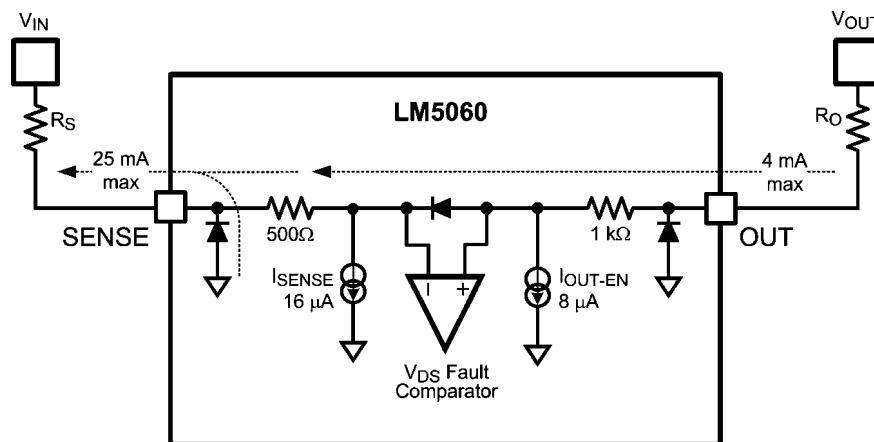 VIN
VOUT
LM5060
RS
RO
25 mA
max
4 mA
max
SENSE
500Ω
1 kΩ
OUT
ISENSE
16 µA
IOUT-EN
8 µA
− +
VDS Fault
Comparator